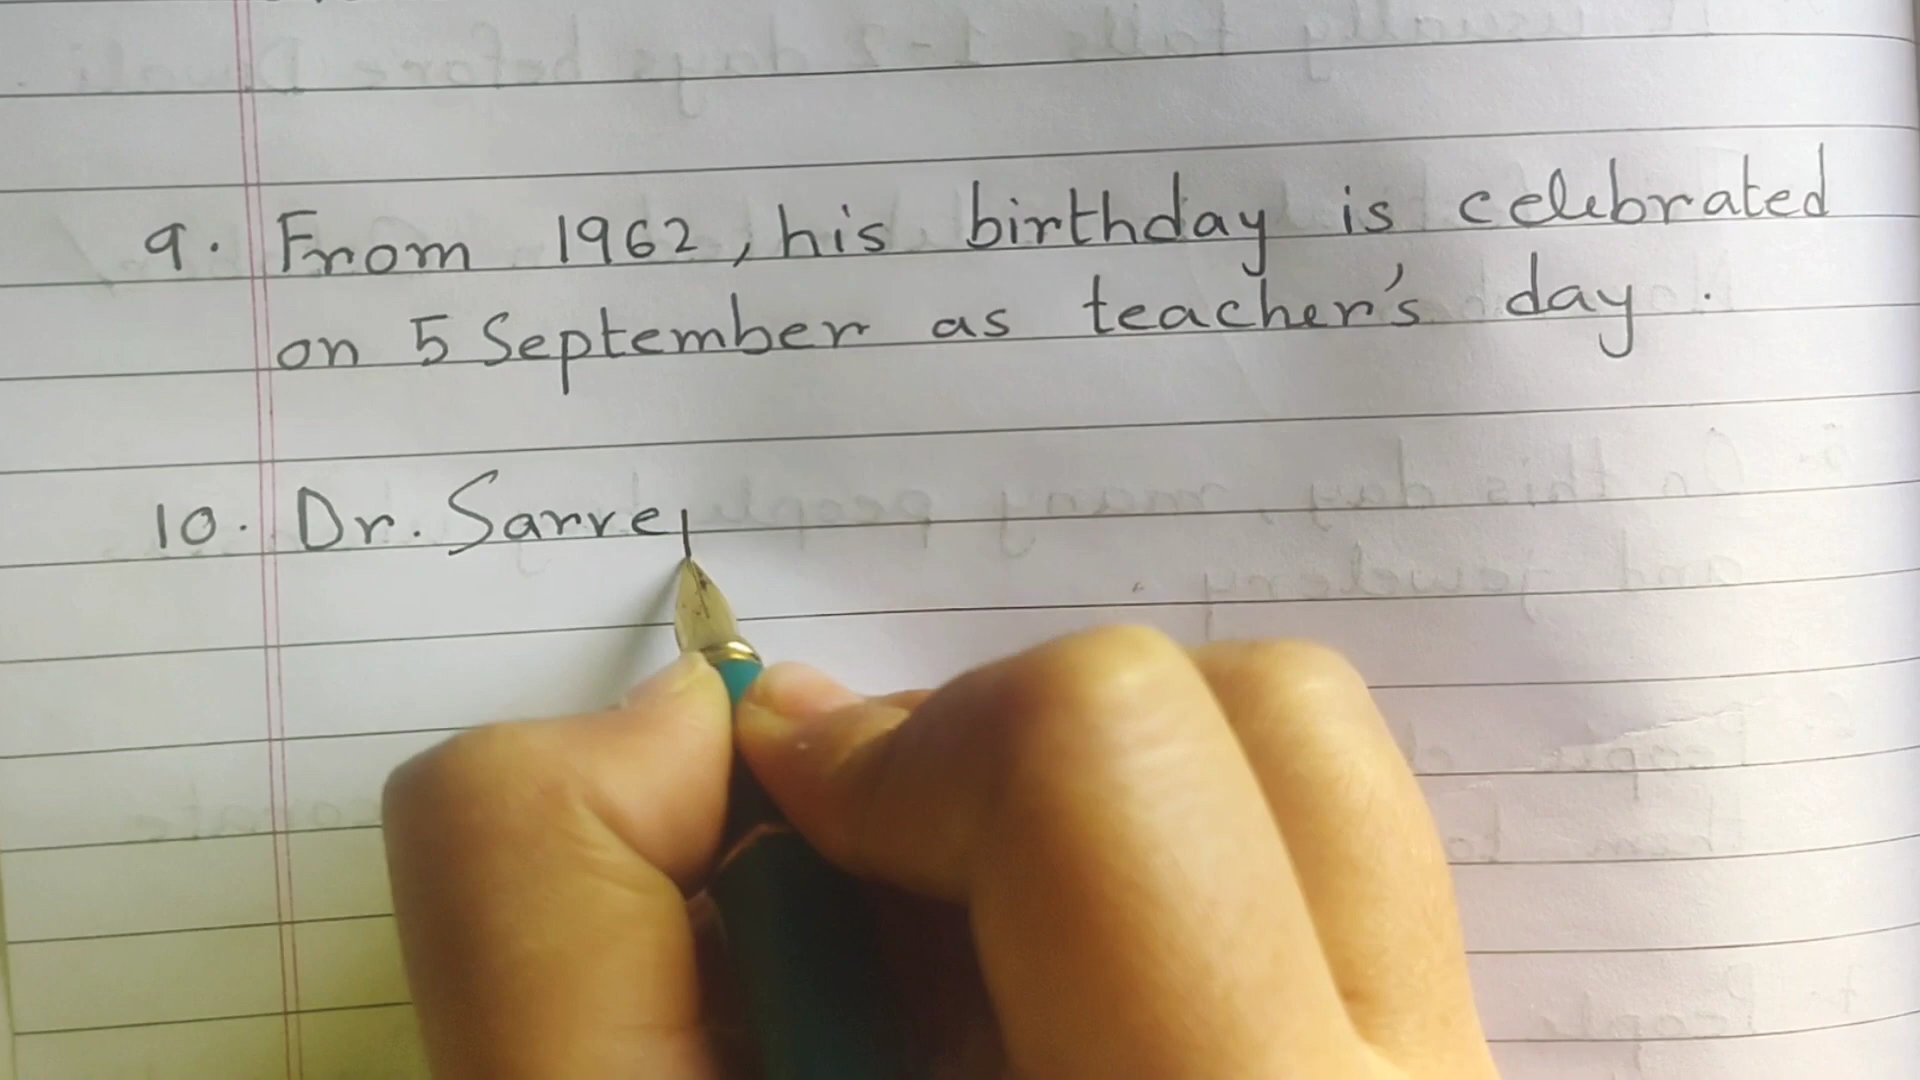 9. From 1962, his birthday is celebrated
on 5 September as teacher's day.
10. Dr. Sarve